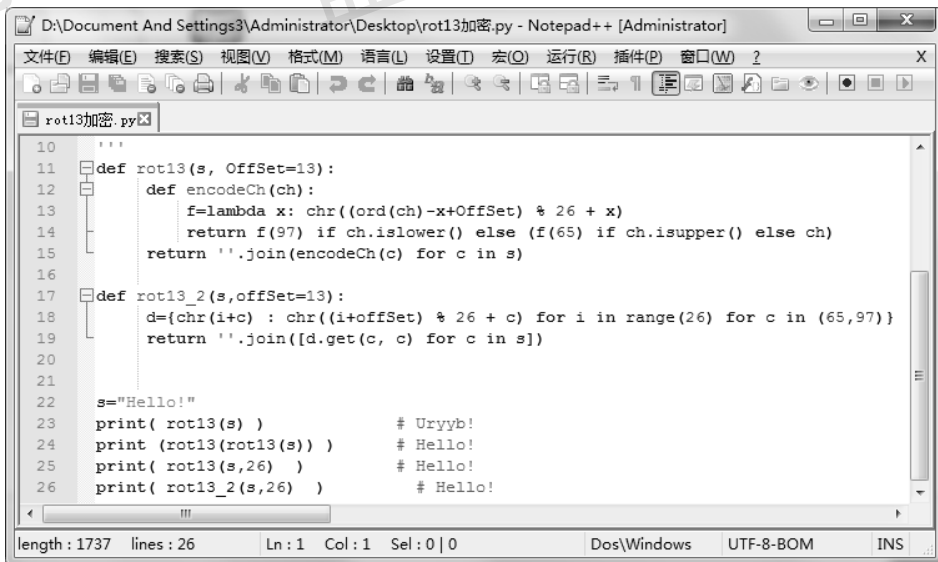 D:\Document And Settings3\Administrator\Desktop\rot13加密.py - Notepad++ [Administrator]
文件(F) 编辑(E) 搜索(S) 视图(V) 格式(M) 语言(L) 设置(T) 宏(O) 运行(R) 插件(P) 窗口(W) ? X
rot13加密.py
10 '''
11 def rot13(s, OffSet=13):
12 def encodeCh(ch):
13 f=lambda x: chr((ord(ch)-x+OffSet) % 26 + x)
14 return f(97) if ch.islower() else (f(65) if ch.isupper() else ch)
15 return ''.join(encodeCh(c) for c in s)
16
17 def rot13_2(s,offSet=13):
18 d={chr(i+c) : chr((i+offSet) % 26 + c) for i in range(26) for c in (65,97)}
19 return ''.join([d.get(c, c) for c in s])
20
21
22 s="Hello!"
23 print( rot13(s) ) # Uryyb!
24 print (rot13(rot13(s)) ) # Hello!
25 print( rot13(s,26) ) # Hello!
26 print( rot13_2(s,26) ) # Hello!
length : 1737 lines : 26 Ln : 1 Col : 1 Sel : 0 | 0 Dos\Windows UTF-8-BOM INS